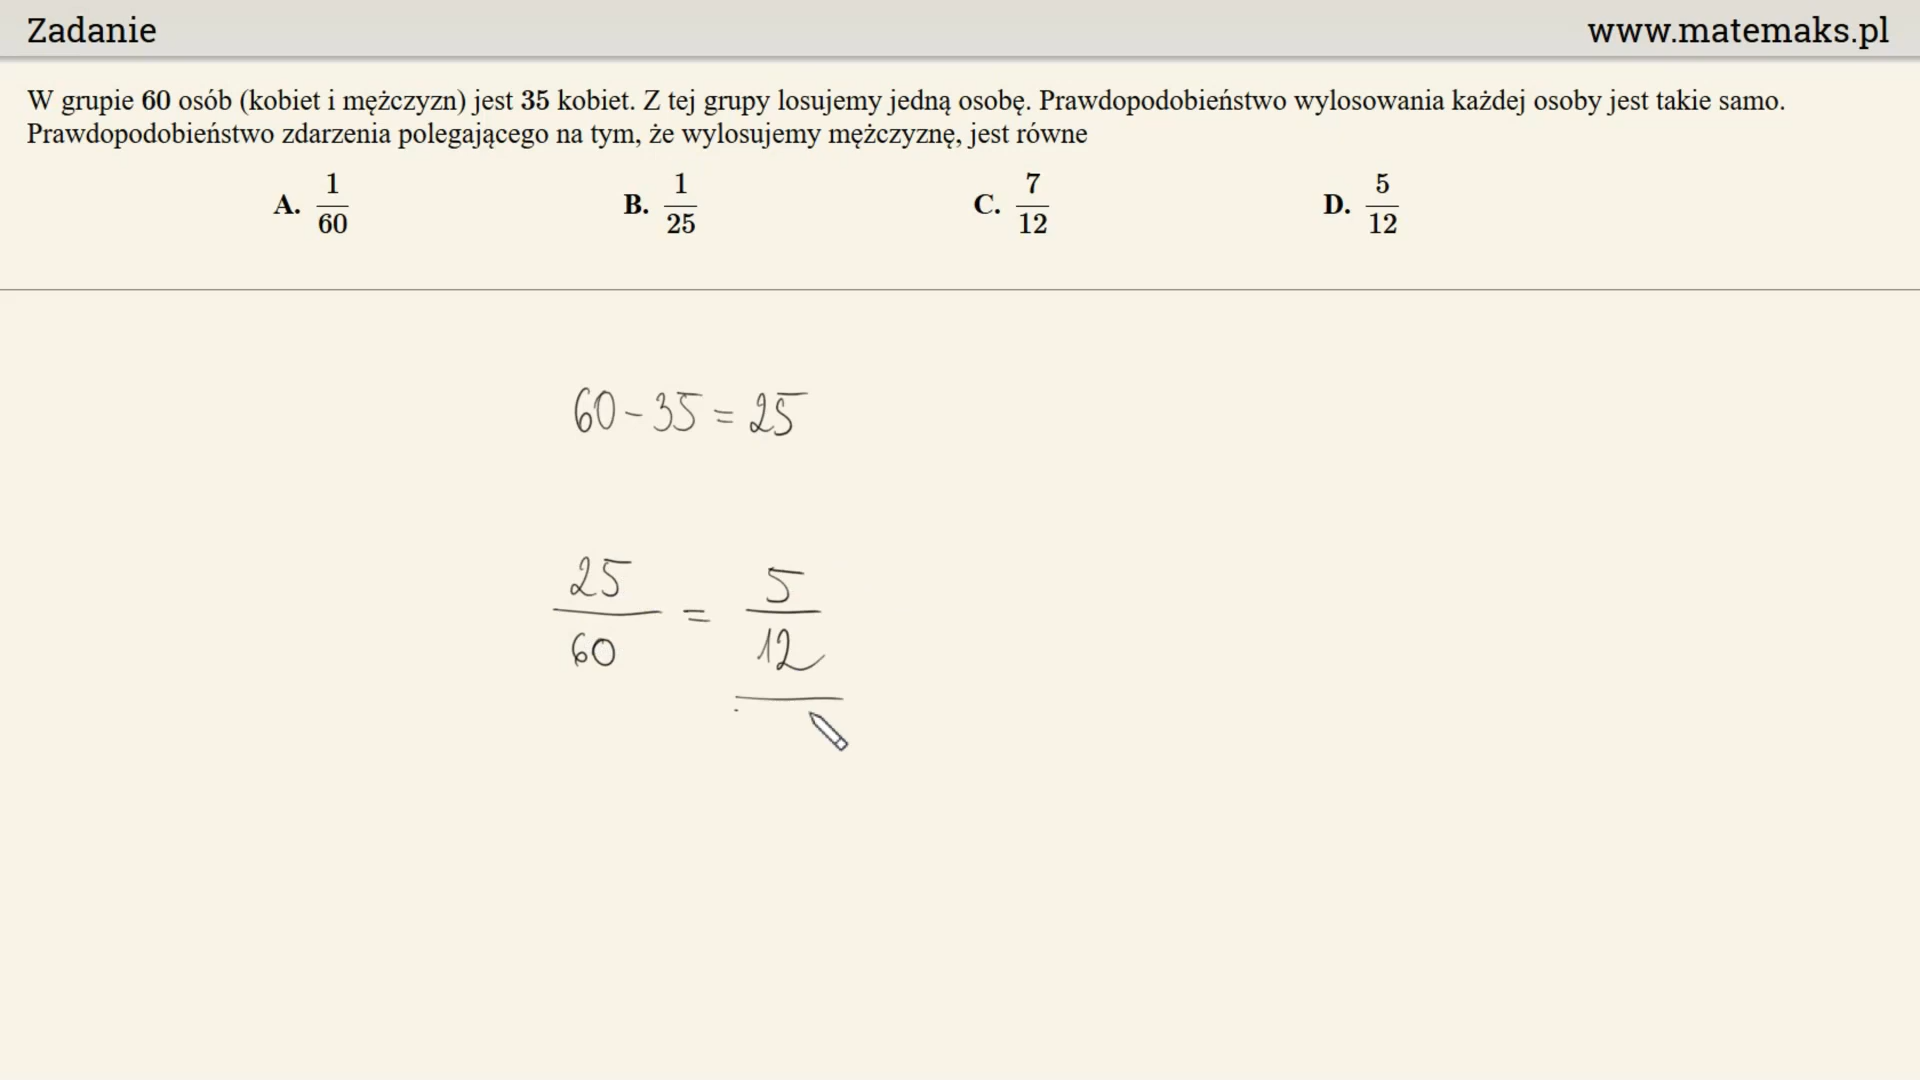 Zadanie
www.matemaks.pl
W grupie 60 osób (kobiet i mężczyzn) jest 35 kobiet. Z tej grupy losujemy jedną osobę. Prawdopodobieństwo wylosowania każdej osoby jest takie samo.
Prawdopodobieństwo zdarzenia polegającego na tym, że wylosujemy mężczyznę, jest równe
A. 1/60 B. 1/25 C. 7/12 D. 5/12
60 - 35 = 25
25/60 = 5/12